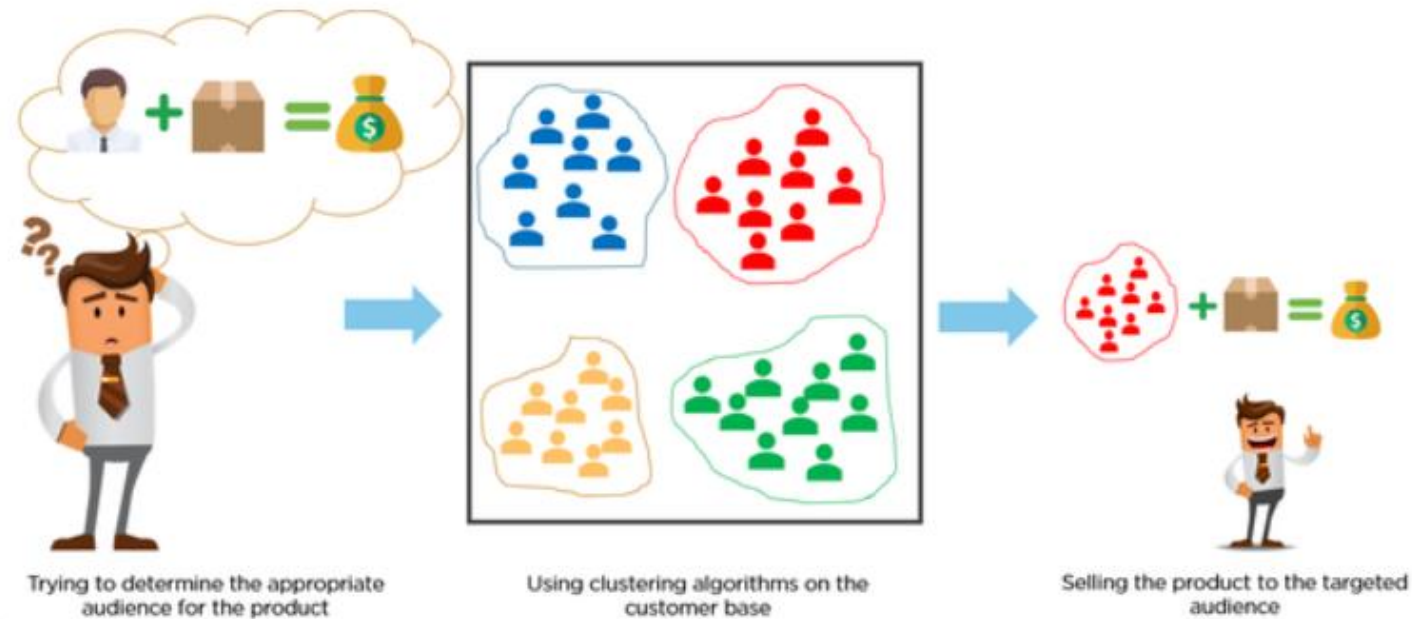 ??
$
Trying to determine the appropriate
audience for the product
Using clustering algorithms on the
customer base
$
Selling the product to the targeted
audience